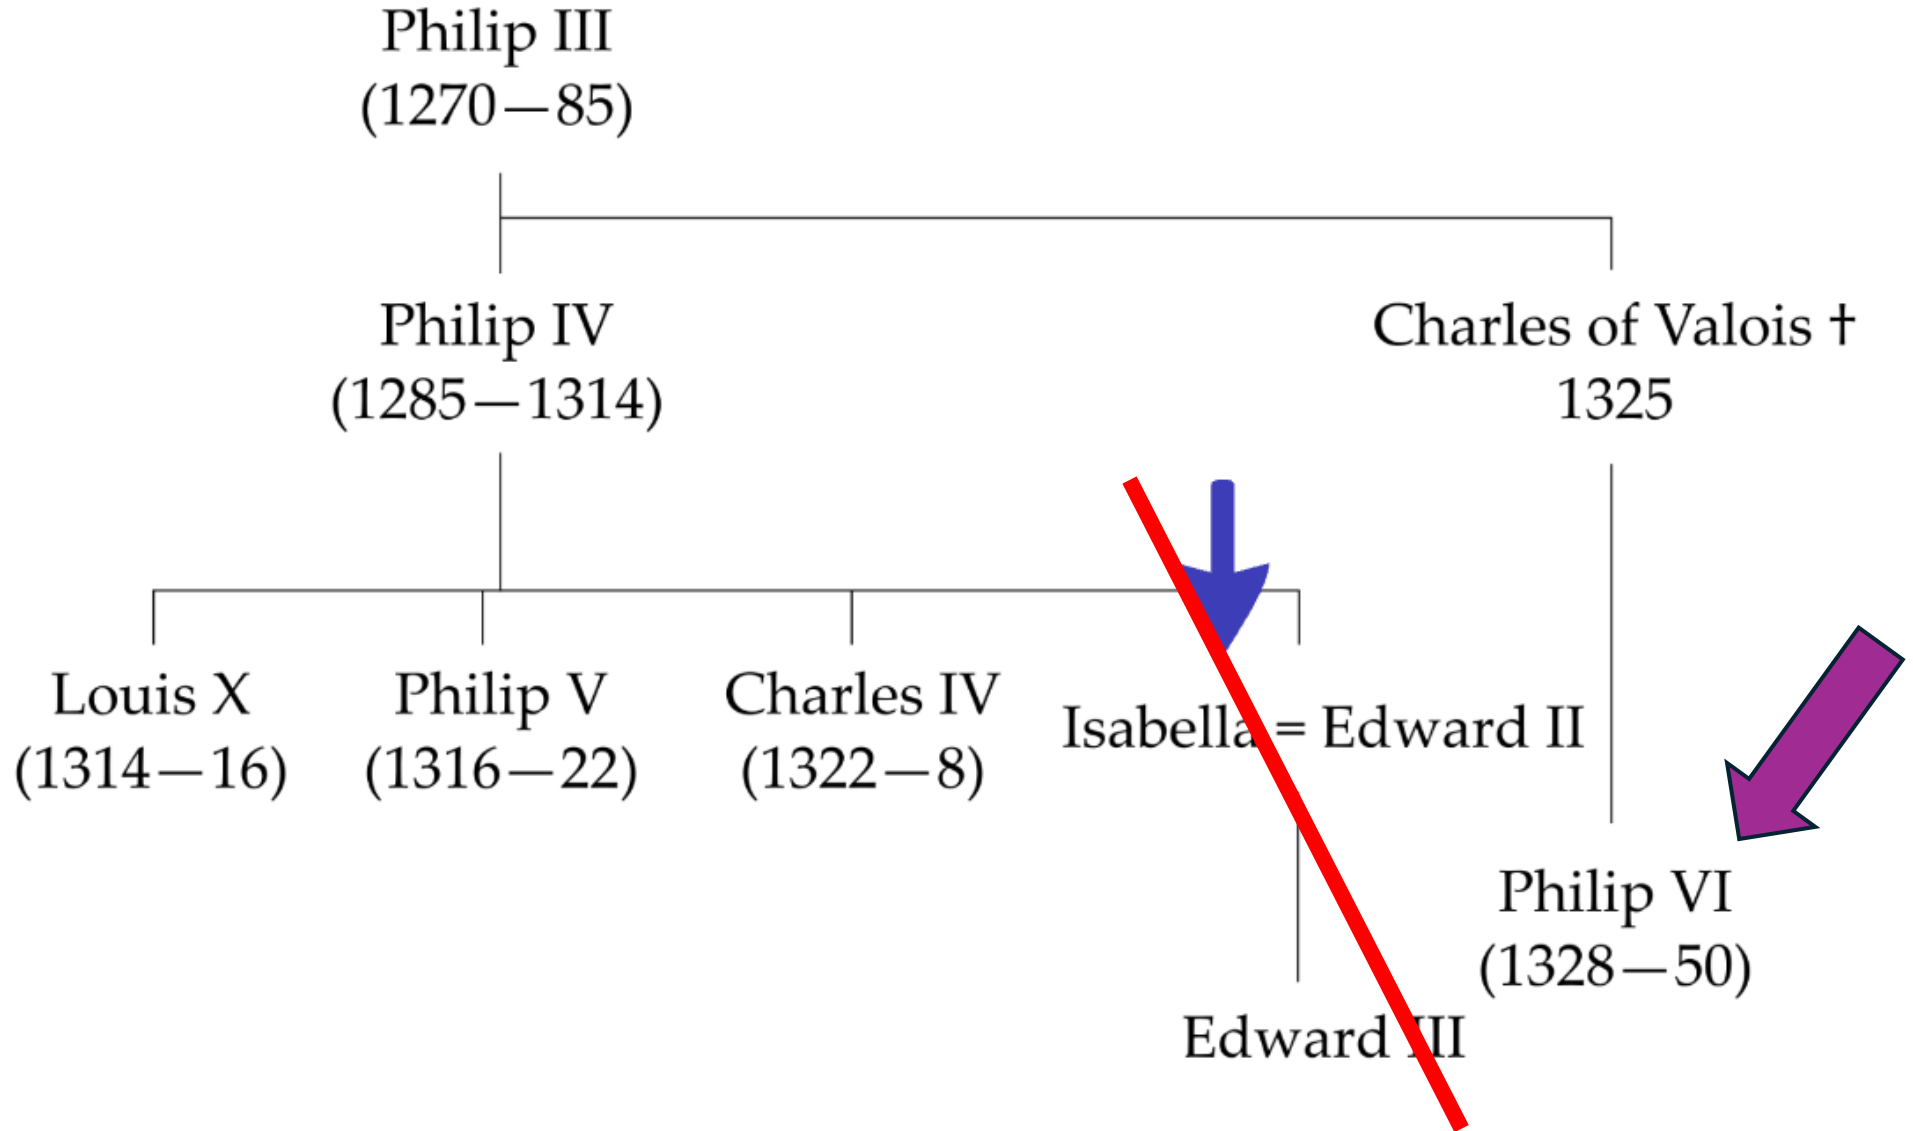 Philip III
(1270—85)
Philip IV
(1285—1314)
Charles of Valois †
1325
Louis X
(1314—16)
Philip V
(1316—22)
Charles IV
(1322—8)
Isabella = Edward II
Philip VI
(1328—50)
Edward III